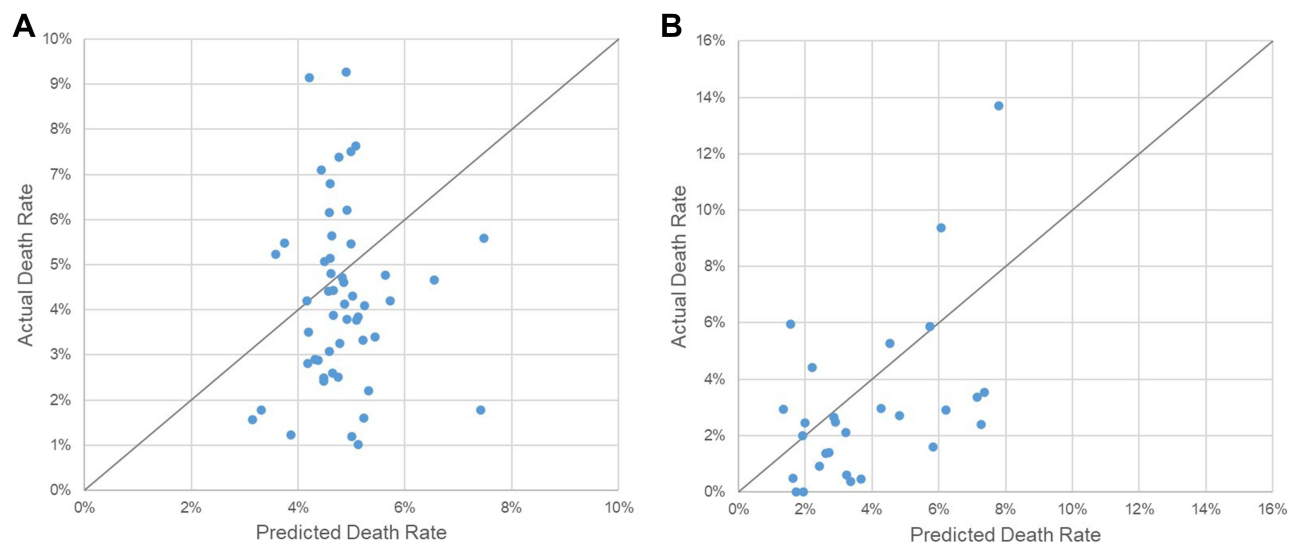 A
10%
9%
8%
7%
6%
5%
4%
3%
2%
1%
0%
Actual Death Rate
0% 2% 4% 6% 8% 10%
Predicted Death Rate
B
16%
14%
12%
10%
8%
6%
4%
2%
0%
Actual Death Rate
0% 2% 4% 6% 8% 10% 12% 14% 16%
Predicted Death Rate